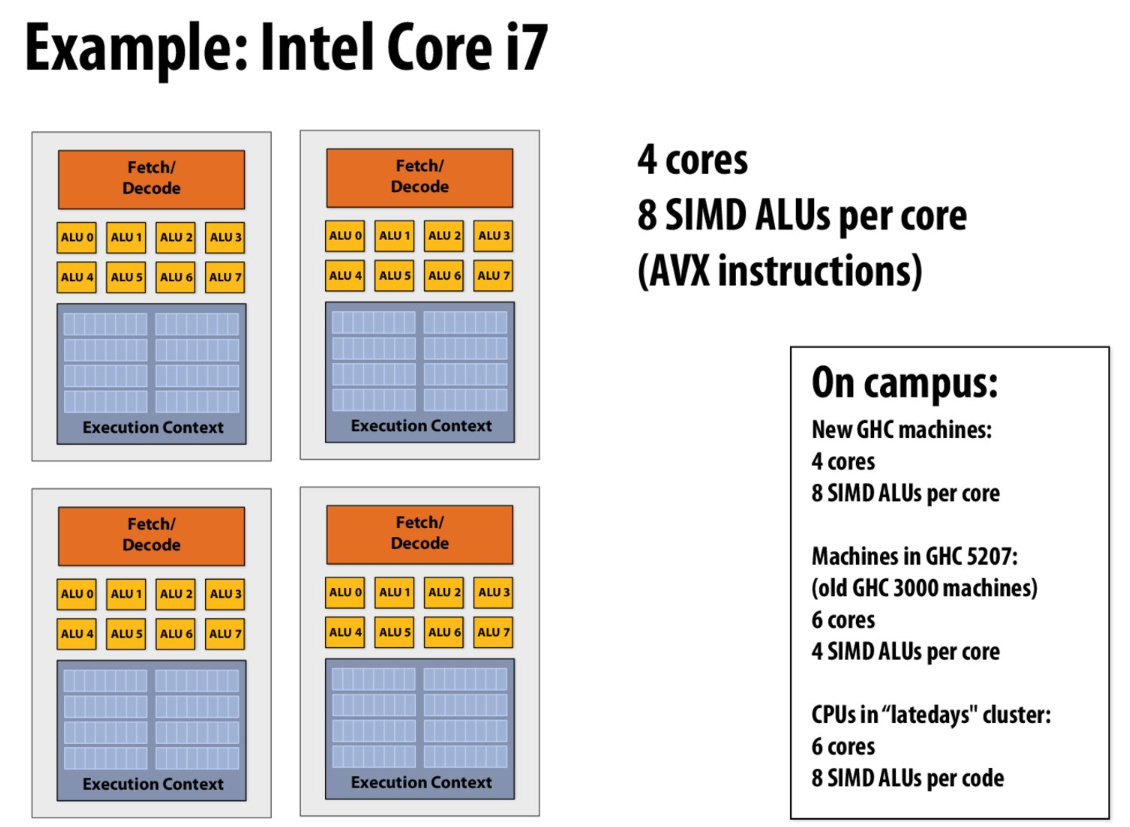 Example: Intel Core i7
Fetch/
Decode
ALU 0 ALU 1 ALU 2 ALU 3
ALU 4 ALU 5 ALU 6 ALU 7
Execution Context
Fetch/
Decode
ALU 0 ALU 1 ALU 2 ALU 3
ALU 4 ALU 5 ALU 6 ALU 7
Execution Context
Fetch/
Decode
ALU 0 ALU 1 ALU 2 ALU 3
ALU 4 ALU 5 ALU 6 ALU 7
Execution Context
Fetch/
Decode
ALU 0 ALU 1 ALU 2 ALU 3
ALU 4 ALU 5 ALU 6 ALU 7
Execution Context
4 cores
8 SIMD ALUs per core
(AVX instructions)
On campus:
New GHC machines:
4 cores
8 SIMD ALUs per core
Machines in GHC 5207:
(old GHC 3000 machines)
6 cores
4 SIMD ALUs per core
CPUs in “latedays" cluster:
6 cores
8 SIMD ALUs per code